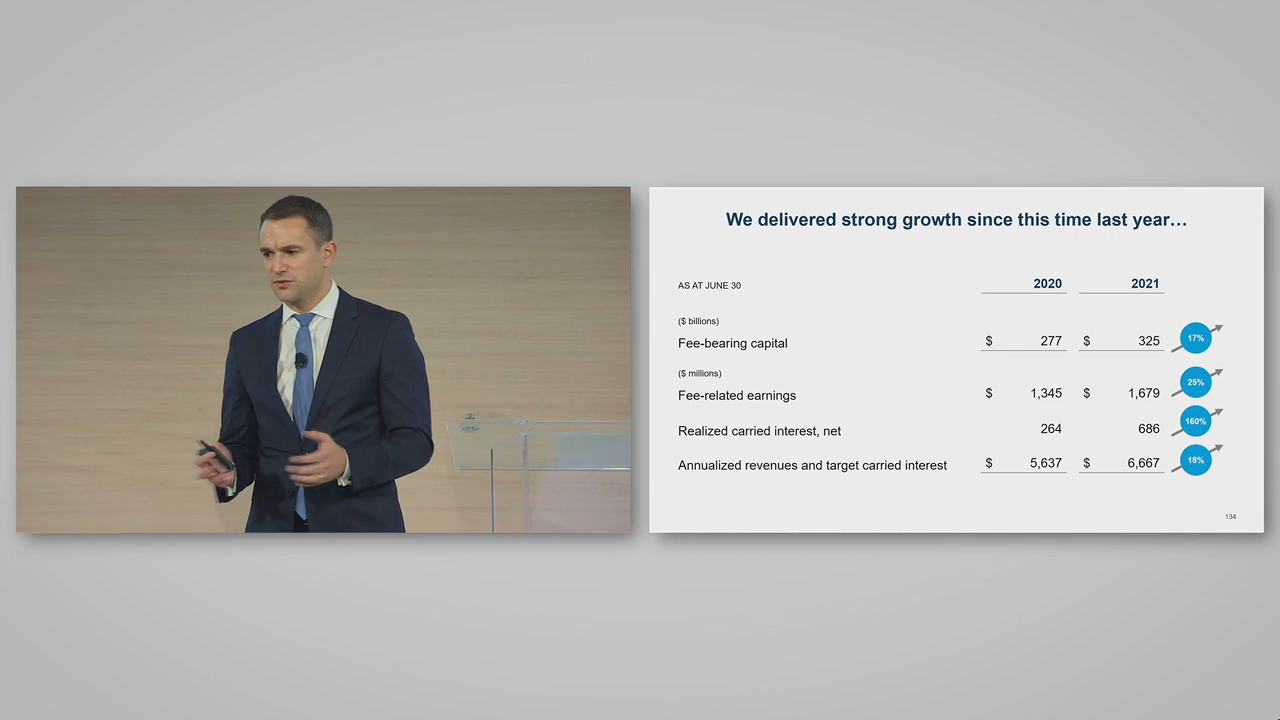 We delivered strong growth since this time last year…
AS AT JUNE 30 2020 2021
($ billions)
Fee-bearing capital $ 277 $ 325 17%
($ millions)
Fee-related earnings $ 1,345 $ 1,679 25%
Realized carried interest, net 264 686 160%
Annualized revenues and target carried interest $ 5,637 $ 6,667 18%
134